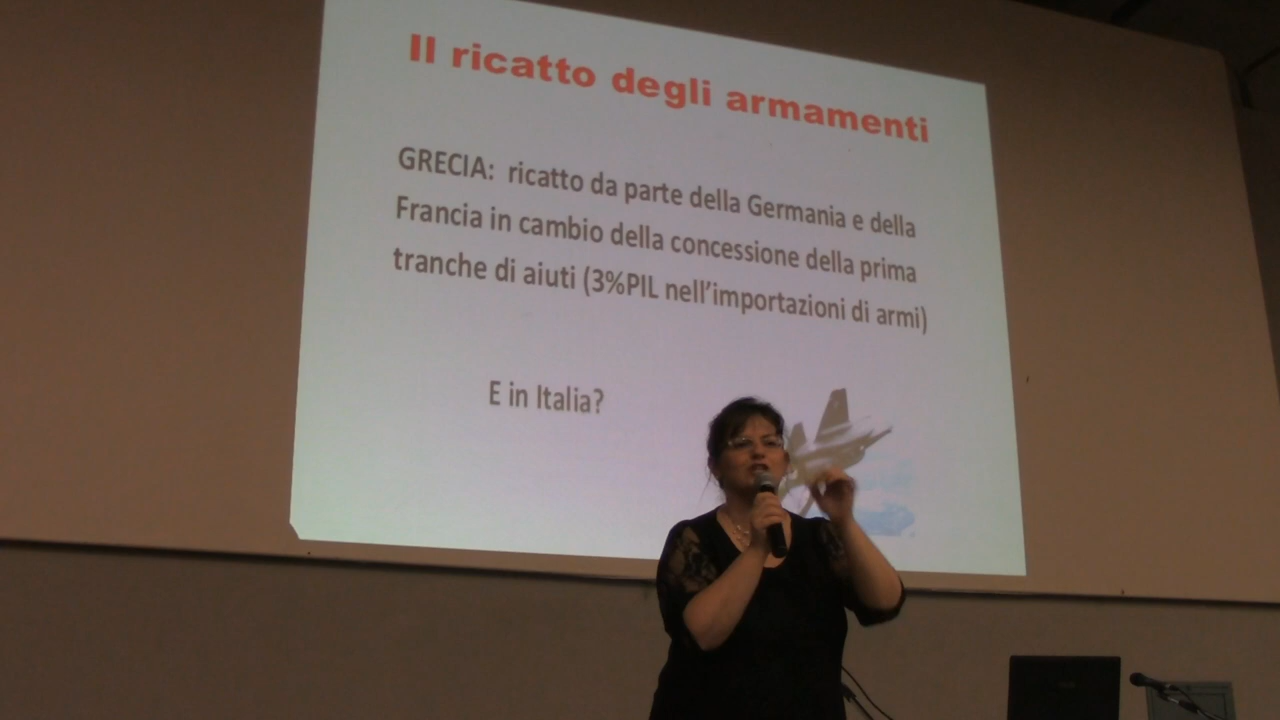 Il ricatto degli armamenti
GRECIA: ricatto da parte della Germania e della
Francia in cambio della concessione della prima
tranche di aiuti (3%PIL nell'importazioni di armi)
E in Italia?